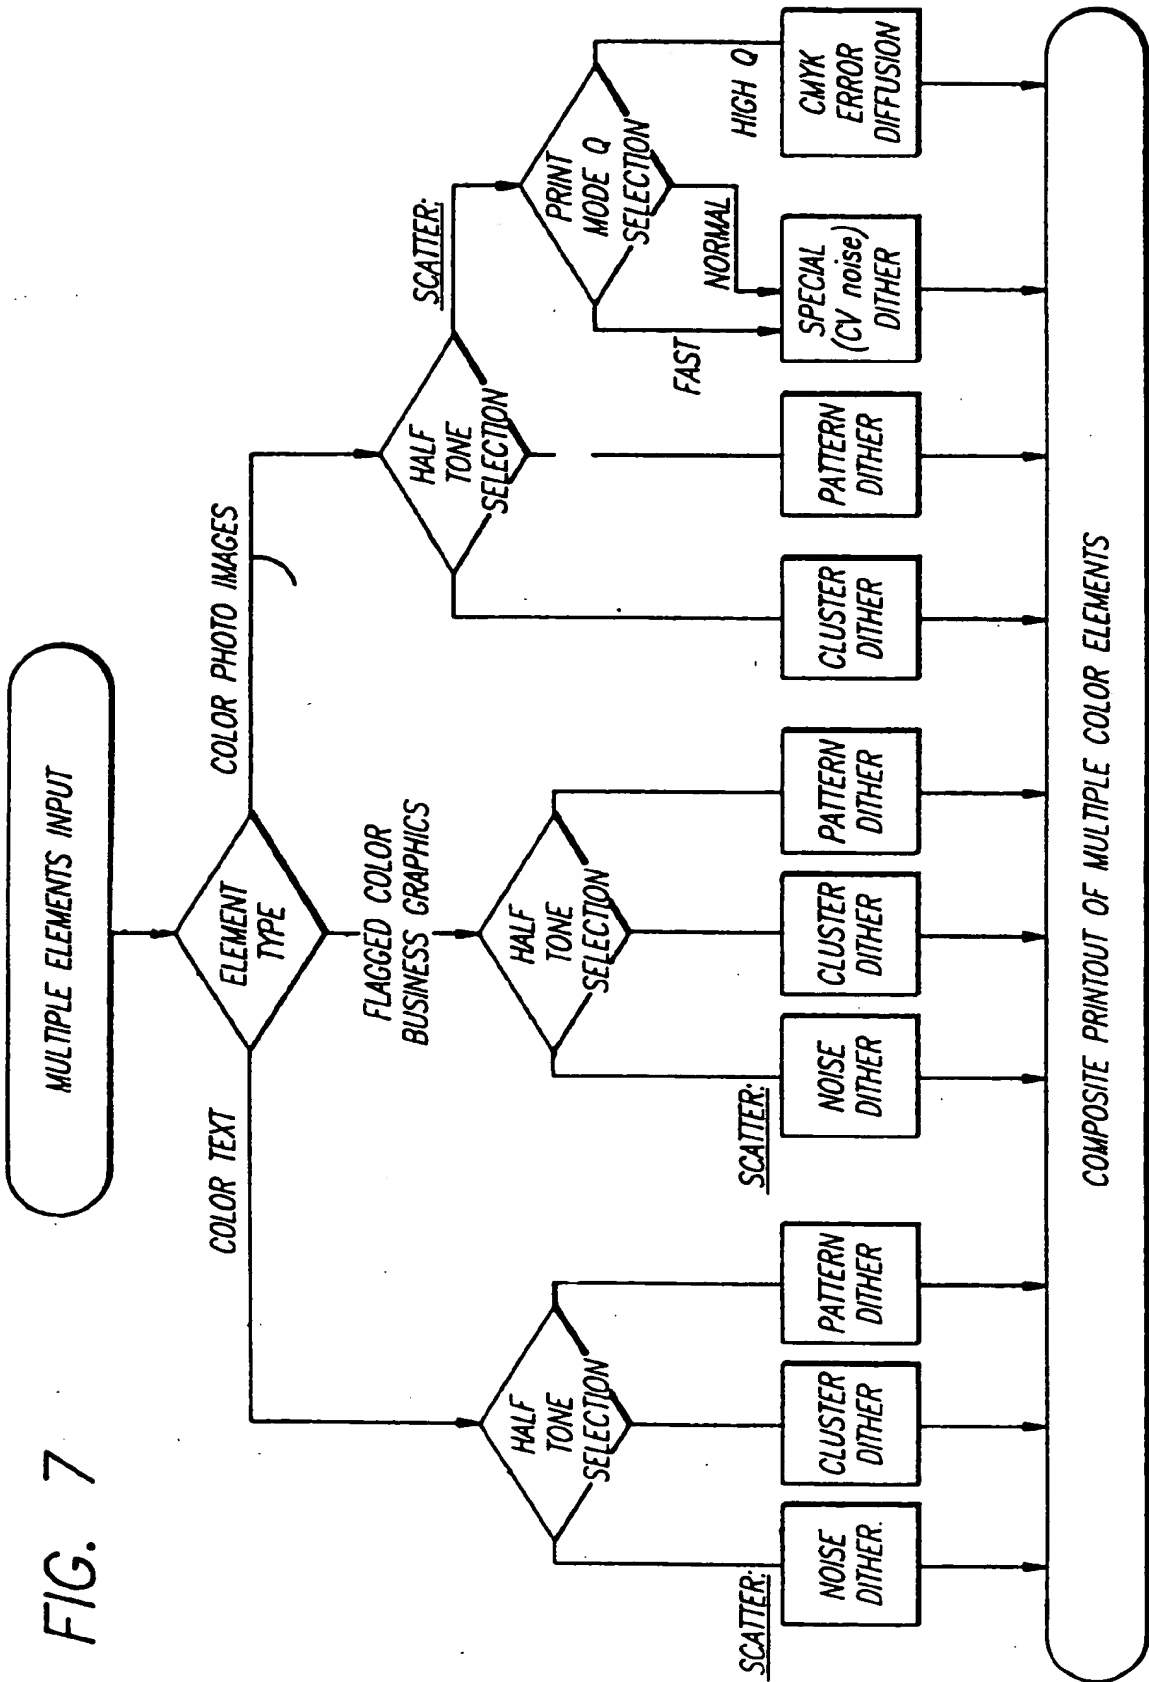 FIG. 7
MULTIPLE ELEMENTS INPUT
ELEMENT
TYPE
COLOR TEXT
FLAGGED COLOR
BUSINESS GRAPHICS
COLOR PHOTO IMAGES
HALF
TONE
SELECTION
HALF
TONE
SELECTION
HALF
TONE
SELECTION
SCATTER:
PRINT
MODE Q
SELECTION
FAST
NORMAL
HIGH Q
SCATTER:
NOISE
DITHER.
CLUSTER
DITHER
PATTERN
DITHER
SCATTER:
NOISE
DITHER
CLUSTER
DITHER
PATTERN
DITHER
CLUSTER
DITHER
PATTERN
DITHER
SPECIAL
(CV noise)
DITHER
CMYK
ERROR
DIFFUSION
COMPOSITE PRINTOUT OF MULTIPLE COLOR ELEMENTS